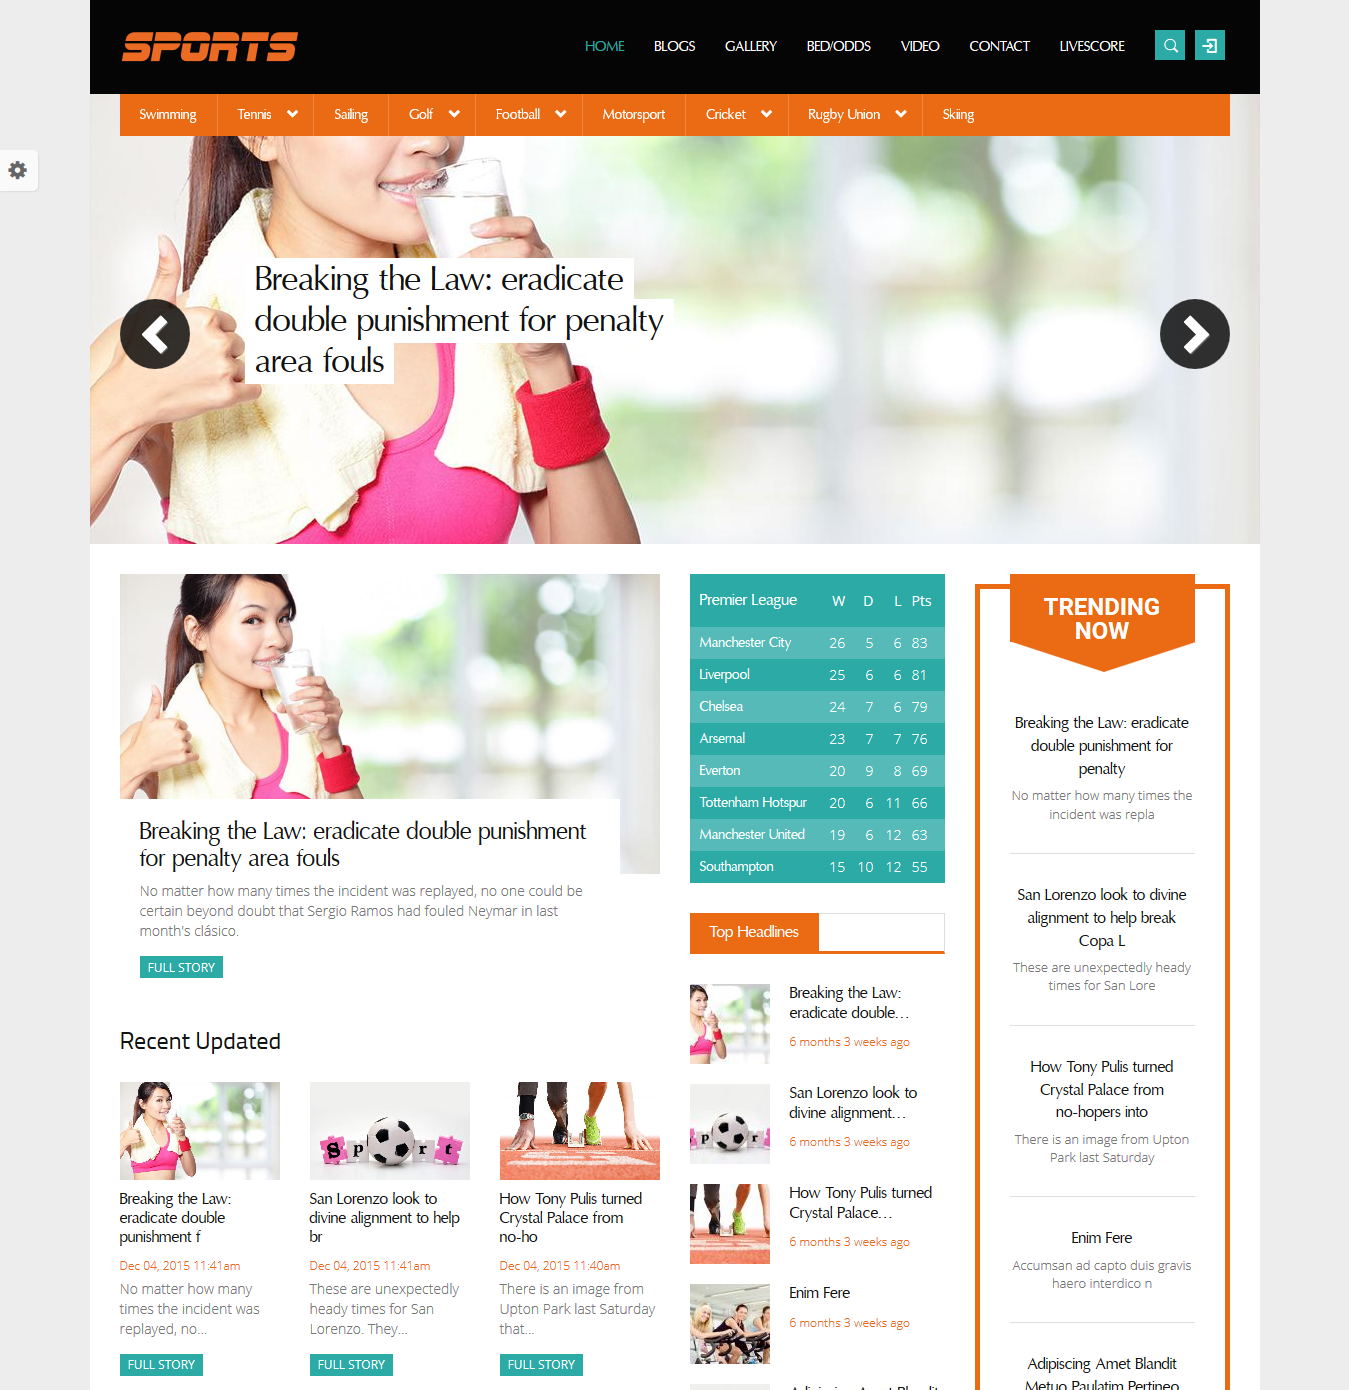 SPORTS
HOME BLOGS GALLERY BED/ODDS VIDEO CONTACT LIVESCORE
Swimming Tennis Sailing Golf Football Motorsport Cricket Rugby Union Skiing
Breaking the Law: eradicate
double punishment for penalty
area fouls
Breaking the Law: eradicate double punishment
for penalty area fouls
No matter how many times the incident was replayed, no one could be
certain beyond doubt that Sergio Ramos had fouled Neymar in last
month's clásico.
FULL STORY
Recent Updated
S p o r t
Breaking the Law:
eradicate double
punishment f
Dec 04, 2015 11:41am
No matter how many
times the incident was
replayed, no...
FULL STORY
San Lorenzo look to
divine alignment to help
br
Dec 04, 2015 11:41am
These are unexpectedly
heady times for San
Lorenzo. They...
FULL STORY
How Tony Pulis turned
Crystal Palace from
no-ho
Dec 04, 2015 11:40am
There is an image from
Upton Park last Saturday
that...
FULL STORY
Premier League W D L Pts
Manchester City 26 5 6 83
Liverpool 25 6 6 81
Chelsea 24 7 6 79
Arsernal 23 7 7 76
Everton 20 9 8 69
Tottenham Hotspur 20 6 11 66
Manchester United 19 6 12 63
Southampton 15 10 12 55
Top Headlines
Breaking the Law:
eradicate double...
6 months 3 weeks ago
p r
San Lorenzo look to
divine alignment...
6 months 3 weeks ago
How Tony Pulis turned
Crystal Palace...
6 months 3 weeks ago
Enim Fere
6 months 3 weeks ago
Adipiscing Amet Blandit
TRENDING
NOW
Breaking the Law: eradicate
double punishment for
penalty
No matter how many times the
incident was repla
San Lorenzo look to divine
alignment to help break
Copa L
These are unexpectedly heady
times for San Lore
How Tony Pulis turned
Crystal Palace from
no-hopers into
There is an image from Upton
Park last Saturday
Enim Fere
Accumsan ad capto duis gravis
haero interdico n
Adipiscing Amet Blandit
Metuo Paulatim Pertineo